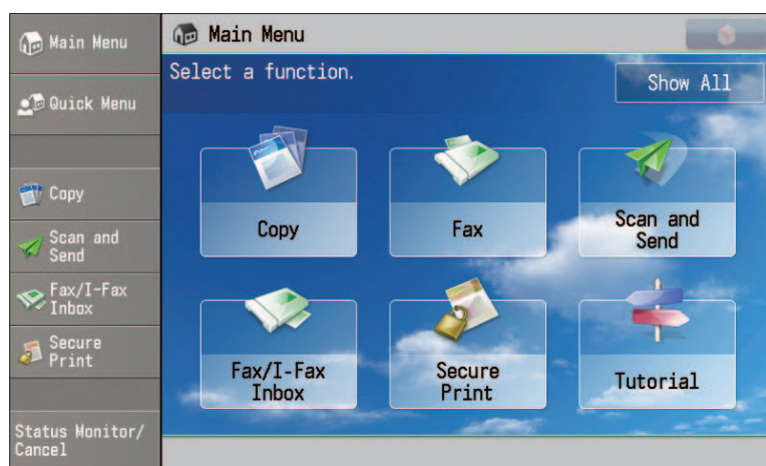 Main Menu
Quick Menu
Copy
Scan and
Send
Fax/I-Fax
Inbox
Secure
Print
Status Monitor/
Cancel
Main Menu
Select a function.
Show All
Copy
Fax
Scan and
Send
Fax/I-Fax
Inbox
Secure
Print
Tutorial